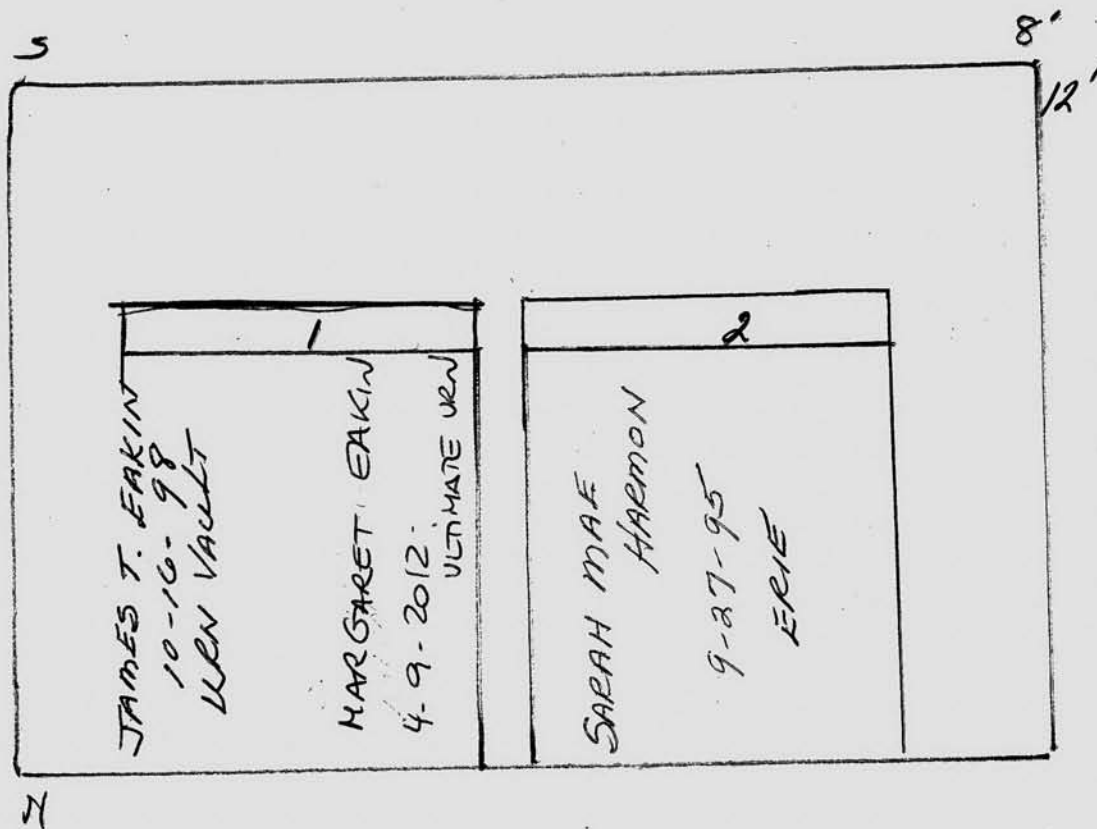 S
8'
12'
1
2
JAMES T. EAKIN
10-16-98
URN VAULT
MARGARET EAKIN
4-9-2012
ULTIMATE URN
SARAH MAE
HARMON
9-27-95
ERIE